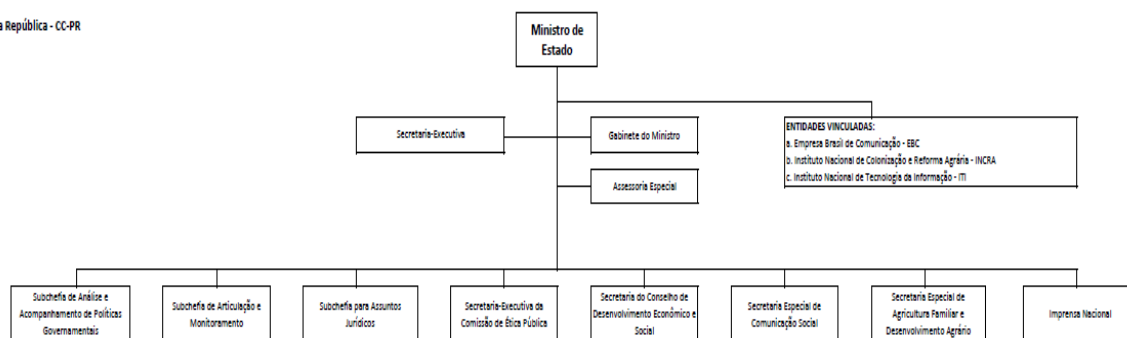 a República - CC-PR
Ministro de
Estado
Secretaria-Executiva
Gabinete do Ministro
ENTIDADES VINCULADAS:
a. Empresa Brasil de Comunicação - EBC
b. Instituto Nacional de Colonização e Reforma Agrária - INCRA
c. Instituto Nacional de Tecnologia da Informação - ITI
Assessoria Especial
Subchefia de Análise e
Acompanhamento de Políticas
Governamentais
Subchefia de Articulação e
Monitoramento
Subchefia para Assuntos
Jurídicos
Secretaria-Executiva da
Comissão de Ética Pública
Secretaria do Conselho de
Desenvolvimento Econômico e
Social
Secretaria Especial de
Comunicação Social
Secretaria Especial de
Agricultura Familiar e
Desenvolvimento Agrário
Imprensa Nacional